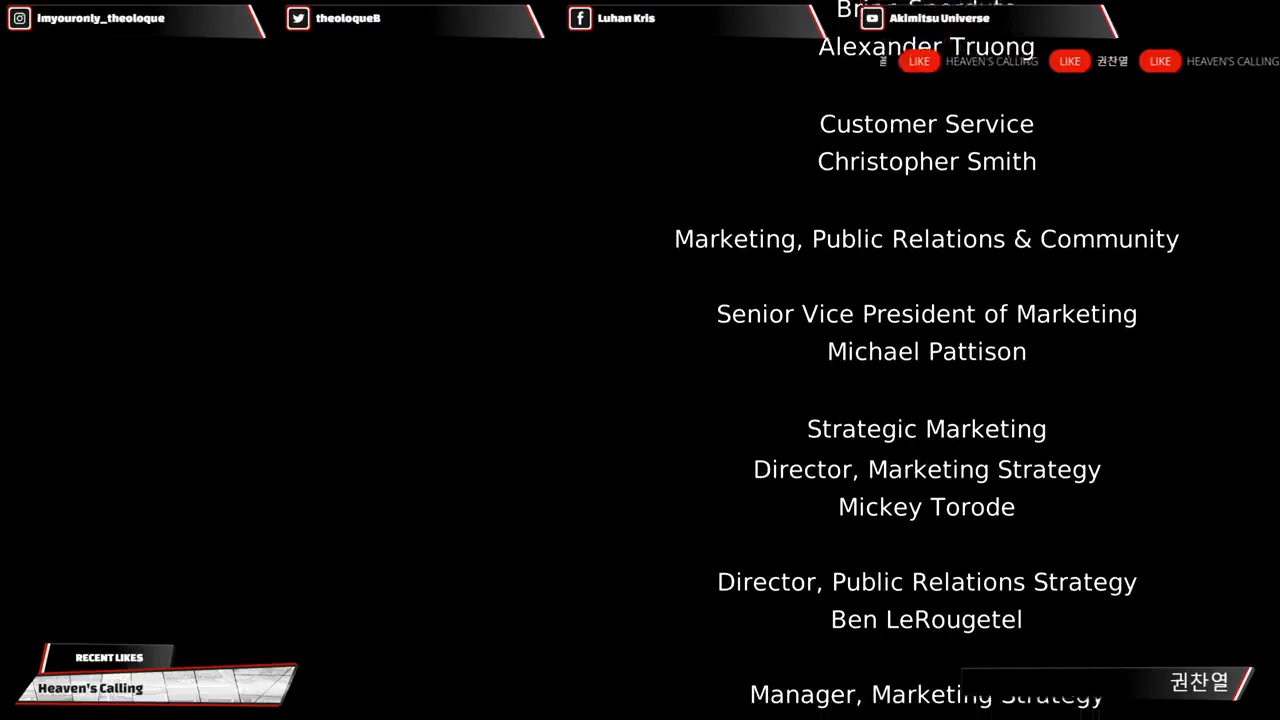 Imyouronly_theoloque
theoloqueB
Luhan Kris
Akimitsu Universe
Alexander Truong
LIKE HEAVEN'S CALLING LIKE 권찬열 LIKE HEAVEN'S CALLING
Customer Service
Christopher Smith
Marketing, Public Relations & Community
Senior Vice President of Marketing
Michael Pattison
Strategic Marketing
Director, Marketing Strategy
Mickey Torode
Director, Public Relations Strategy
Ben LeRougetel
RECENT LIKES
Heaven's Calling
Manager, Marketing Strategy
권찬열